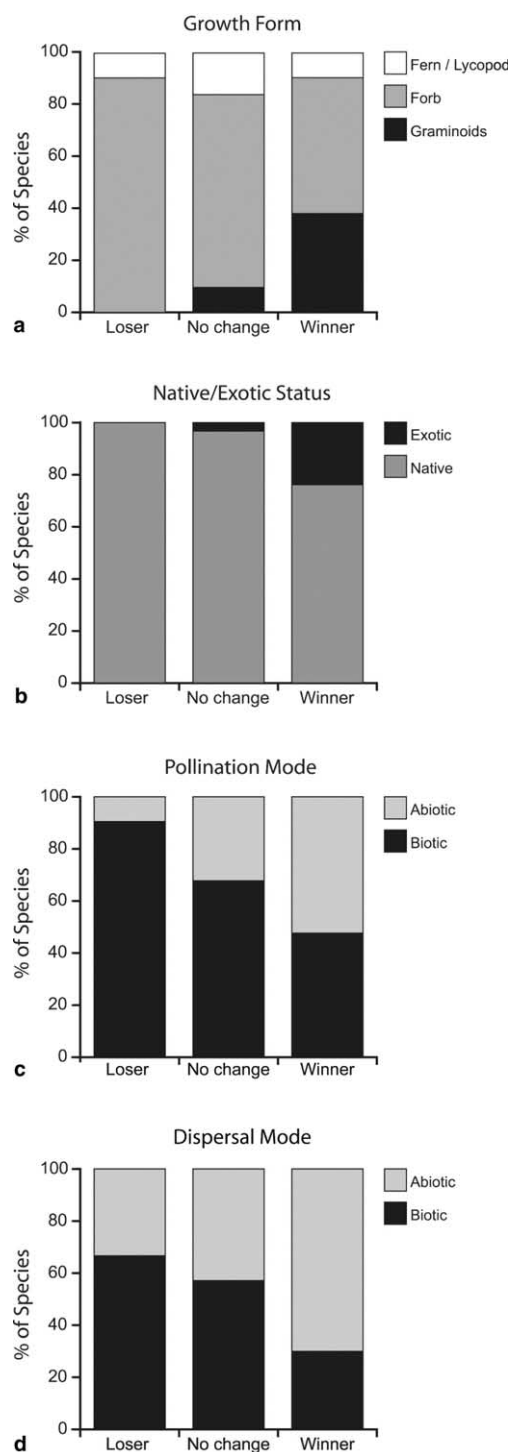 Growth Form
% of Species
100
80
60
40
20
0
Loser
No change
Winner
Fern / Lycopod
Forb
Graminoids
a
Native/Exotic Status
% of Species
100
80
60
40
20
0
Loser
No change
Winner
Exotic
Native
b
Pollination Mode
% of Species
100
80
60
40
20
0
Loser
No change
Winner
Abiotic
Biotic
c
Dispersal Mode
% of Species
100
80
60
40
20
0
Loser
No change
Winner
Abiotic
Biotic
d